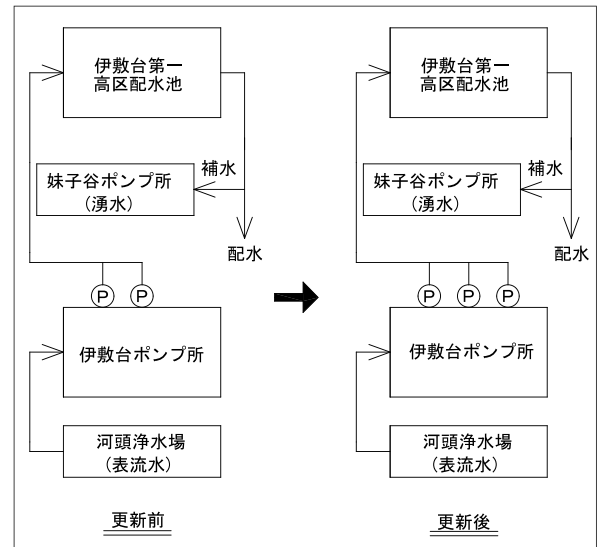 伊敷台第一
高区配水池
補水
妹子谷ポンプ所
(湧水)
配水
P P
伊敷台ポンプ所
河頭浄水場
(表流水)
更新前
伊敷台第一
高区配水池
補水
妹子谷ポンプ所
(湧水)
配水
P P P
伊敷台ポンプ所
河頭浄水場
(表流水)
更新後